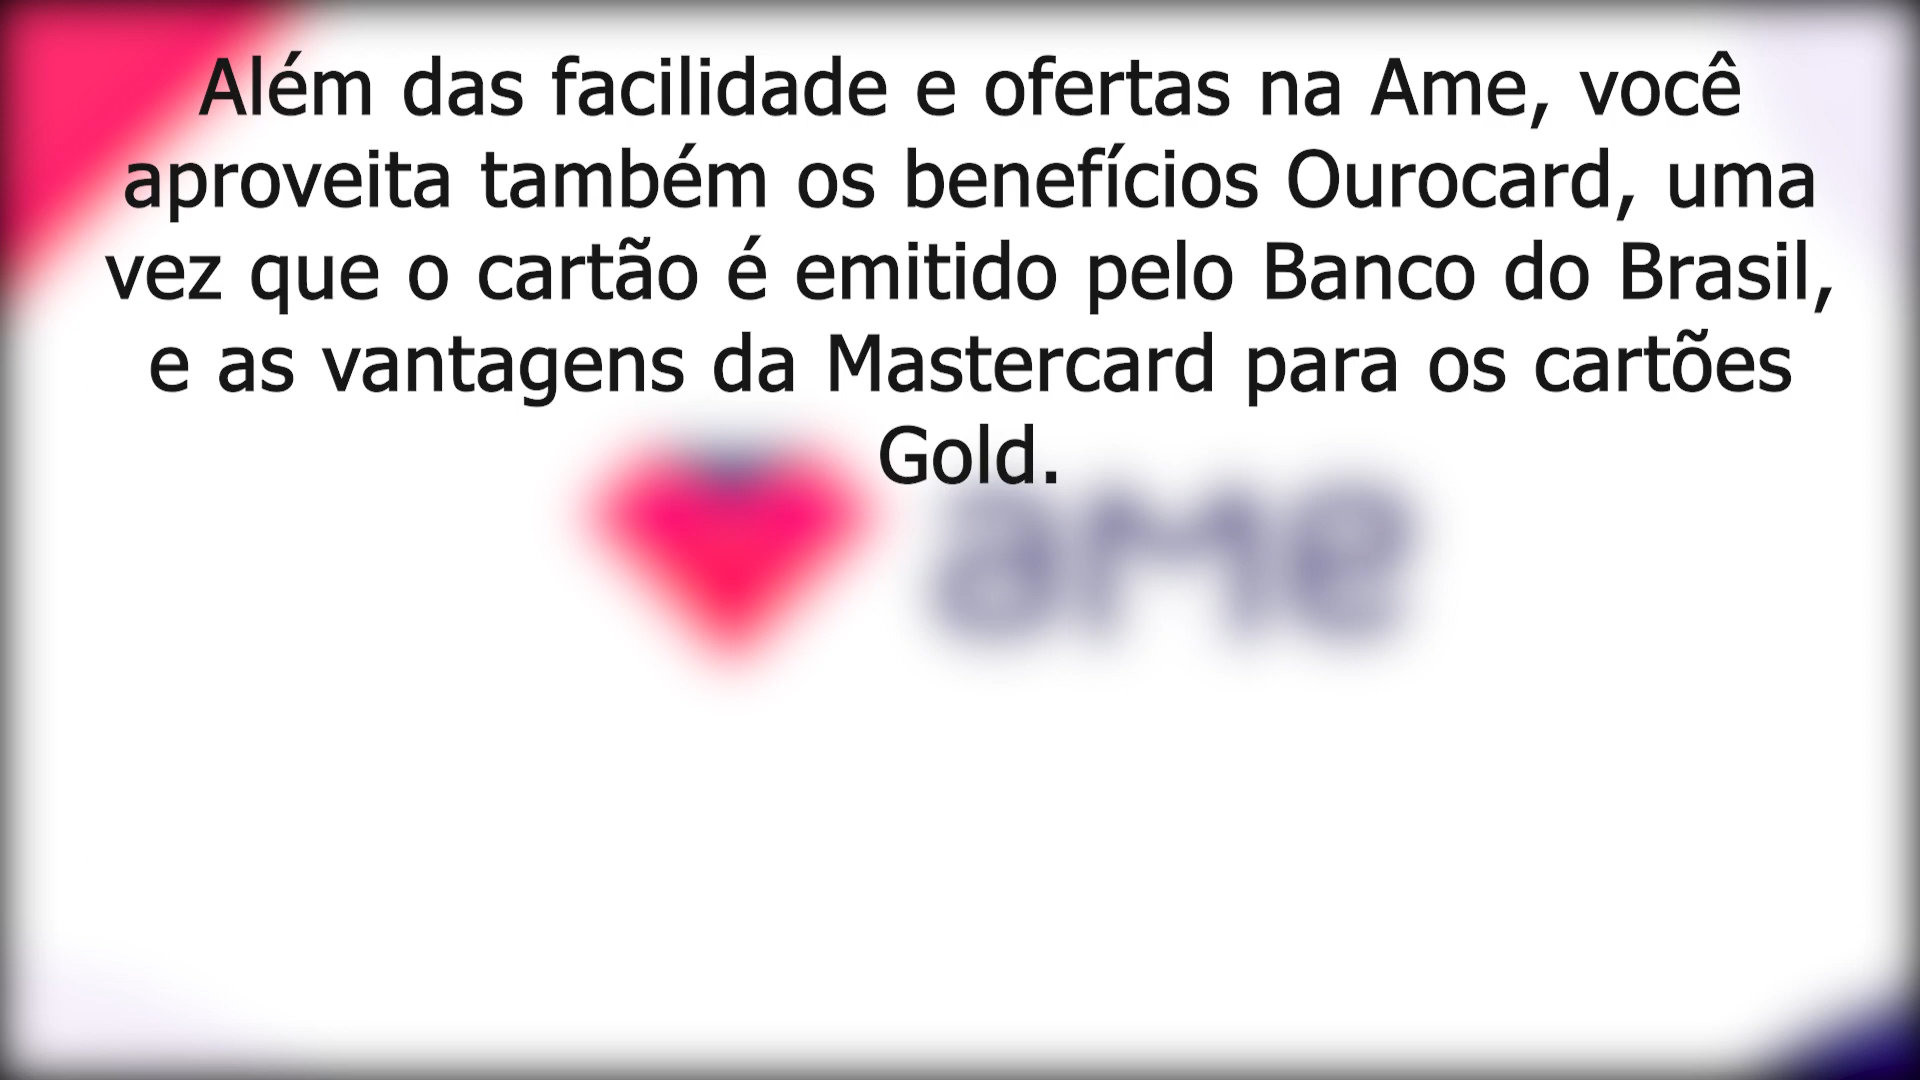 Além das facilidade e ofertas na Ame, você
aproveita também os benefícios Ourocard, uma
vez que o cartão é emitido pelo Banco do Brasil,
e as vantagens da Mastercard para os cartões
Gold.
ame